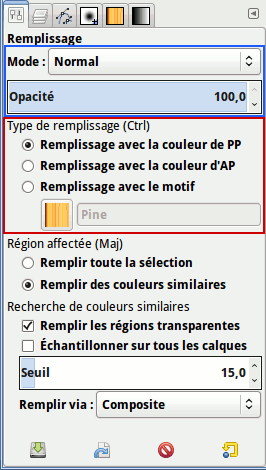 Remplissage
Mode : Normal
Opacité 100,0
Type de remplissage (Ctrl)
Remplissage avec la couleur de PP
Remplissage avec la couleur d'AP
Remplissage avec le motif
Pine
Région affectée (Maj)
Remplir toute la sélection
Remplir des couleurs similaires
Recherche de couleurs similaires
Remplir les régions transparentes
Échantillonner sur tous les calques
Seuil 15,0
Remplir via : Composite